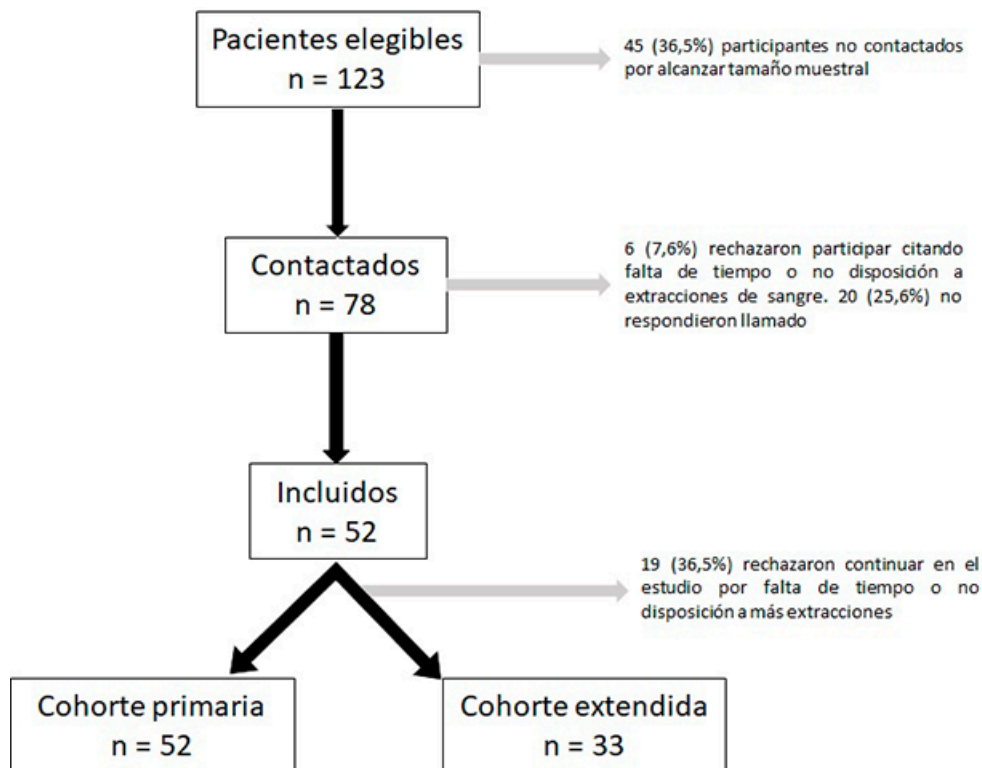 Pacientes elegibles
n = 123
45 (36,5%) participantes no contactados
por alcanzar tamaño muestral
Contactados
n = 78
6 (7,6%) rechazaron participar citando
falta de tiempo o no disposición a
extracciones de sangre. 20 (25,6%) no
respondieron llamado
Incluidos
n = 52
19 (36,5%) rechazaron continuar en el
estudio por falta de tiempo o no
disposición a más extracciones
Cohorte primaria
n = 52
Cohorte extendida
n = 33